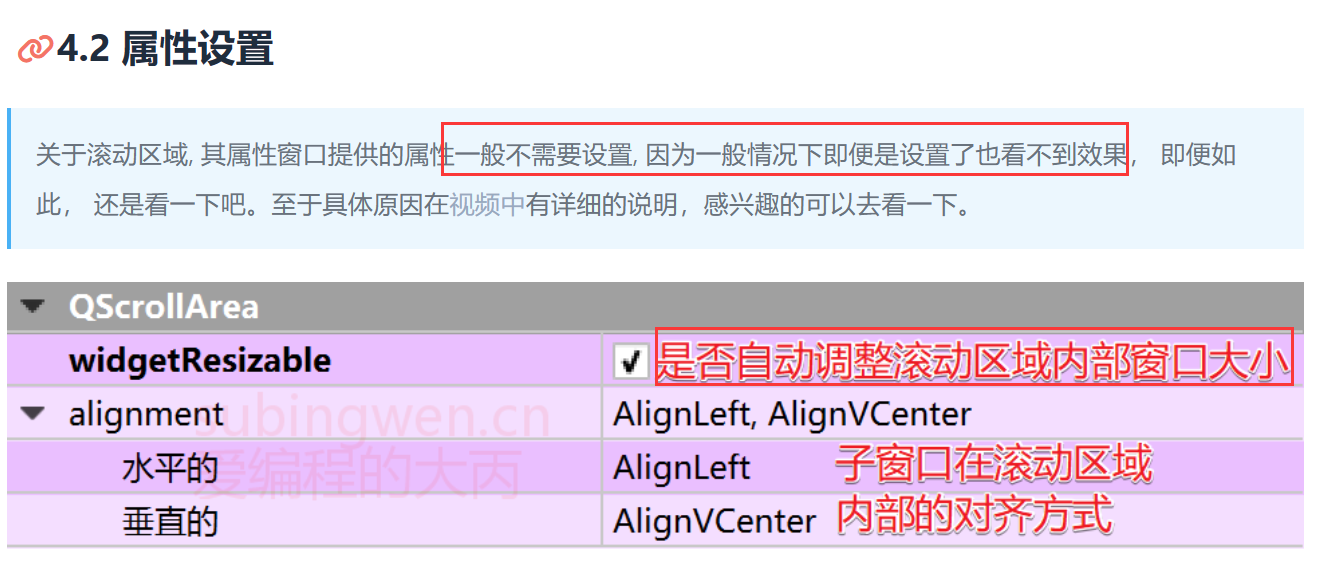 4.2 属性设置
关于滚动区域, 其属性窗口提供的属性一般不需要设置, 因为一般情况下即便是设置了也看不到效果， 即便如
此， 还是看一下吧。至于具体原因在视频中有详细的说明，感兴趣的可以去看一下。
QScrollArea
widgetResizable 是否自动调整滚动区域内部窗口大小
alignment AlignLeft, AlignVCenter
subingwen.cn
水平的 AlignLeft 子窗口在滚动区域
爱编程的大丙
垂直的 AlignVCenter 内部的对齐方式